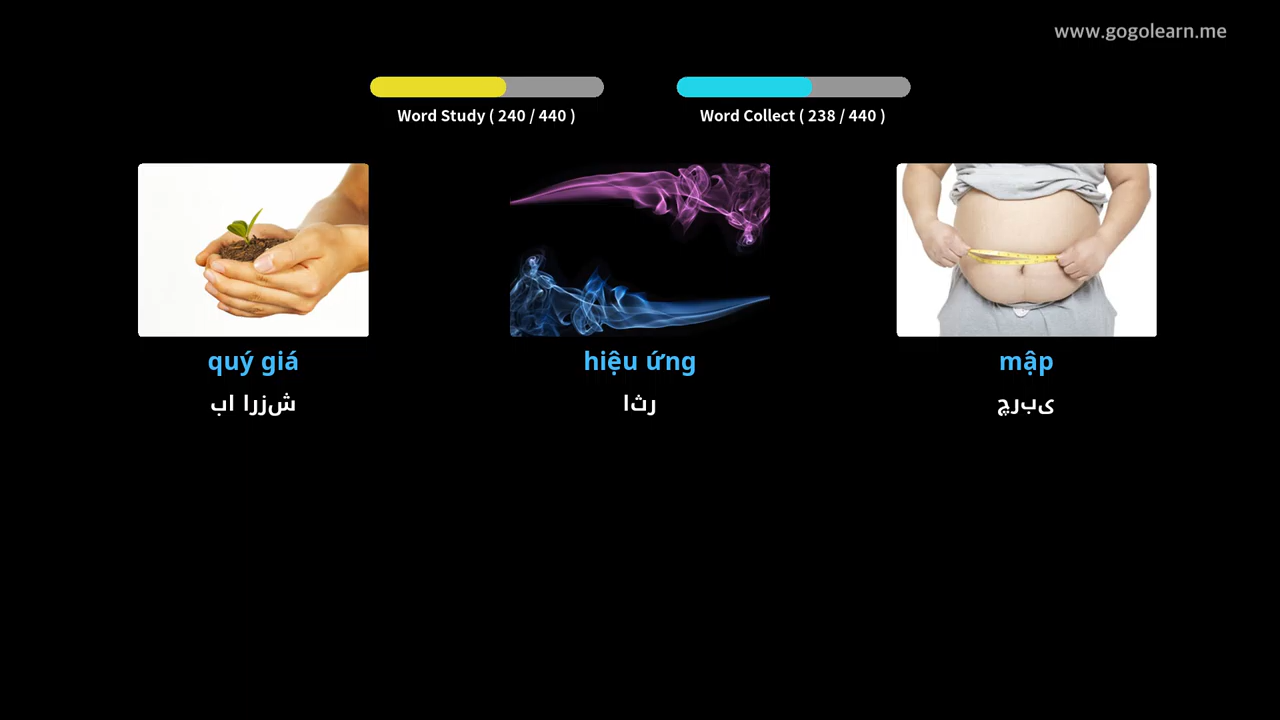 www.gogolearn.me
Word Study ( 240 / 440 )
Word Collect ( 238 / 440 )
quý giá
با ارزش
hiệu ứng
اثر
mập
چربی